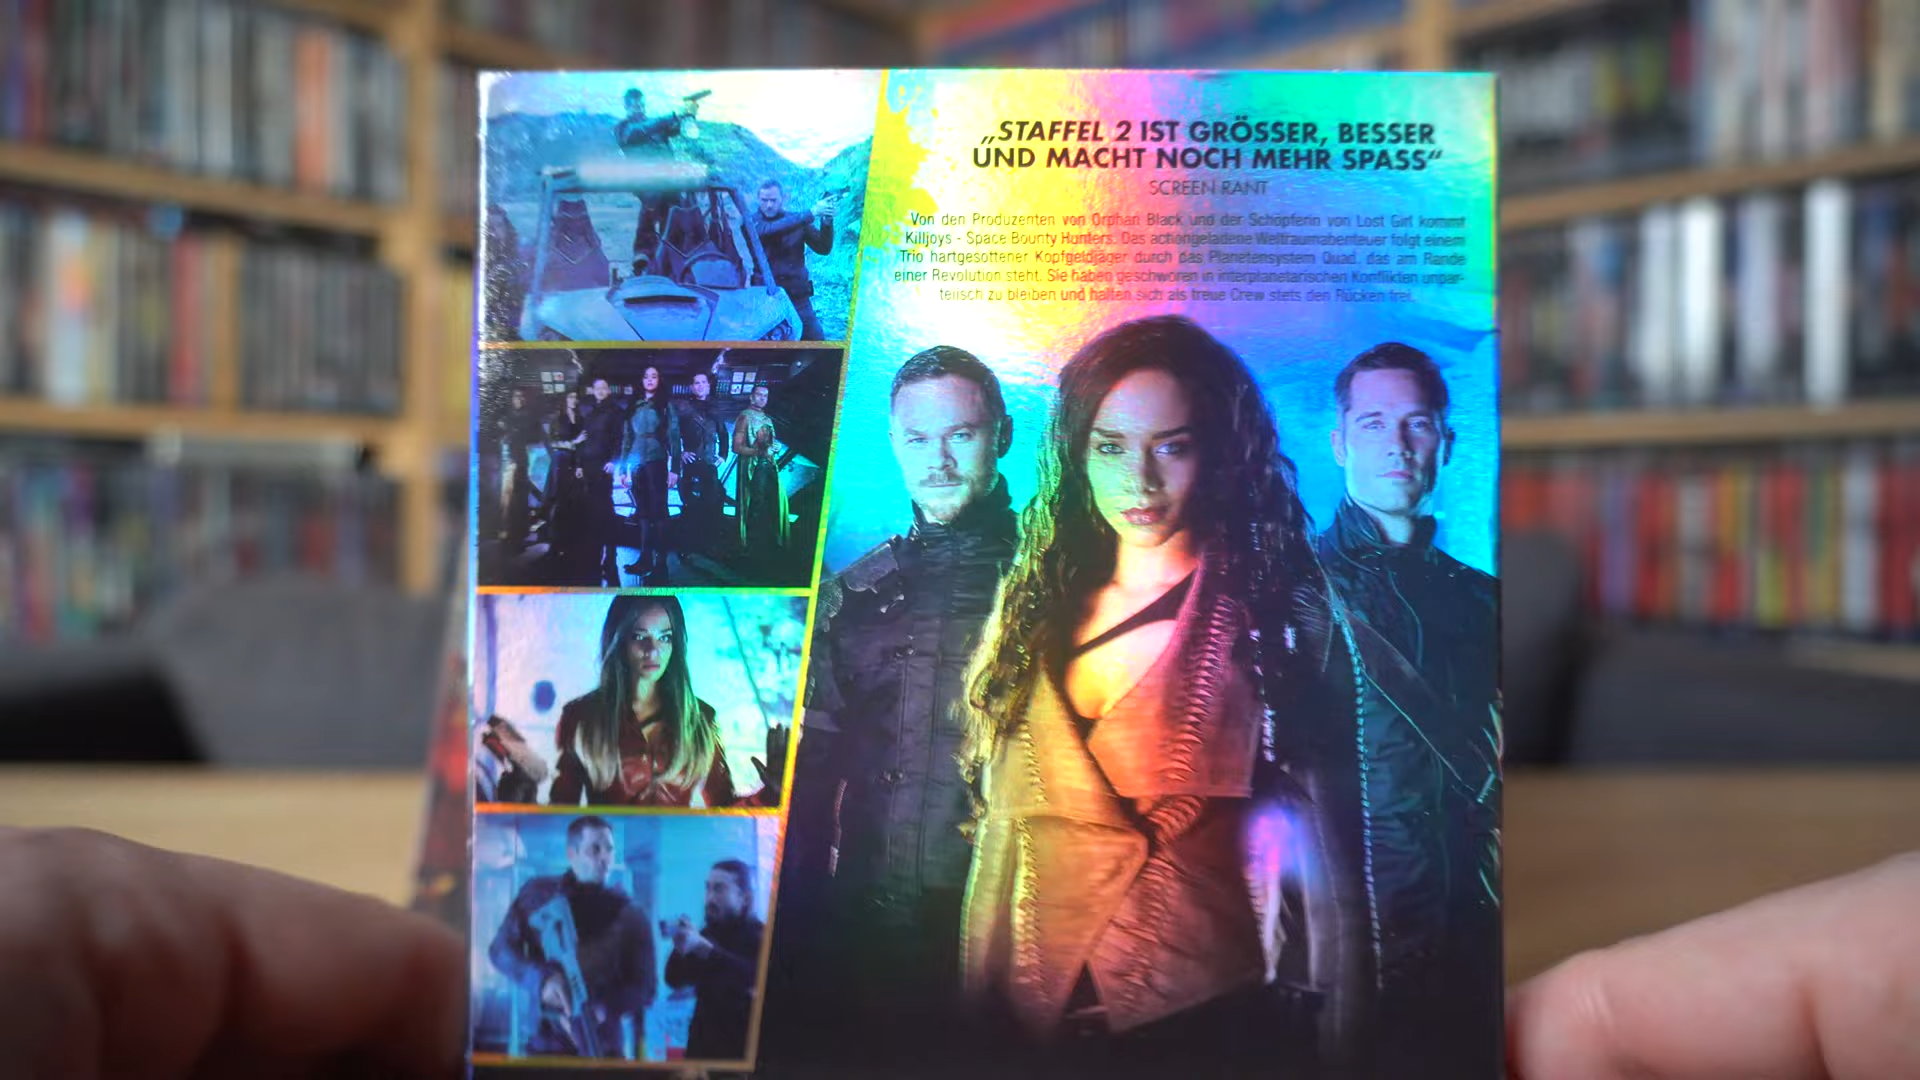 „STAFFEL 2 IST GRÖSSER, BESSER
UND MACHT NOCH MEHR SPASS“
SCREEN RANT
Von den Produzenten von Orphan Black und der Schöpferin von Lost Girl kommt
Killjoys - Space Bounty Hunters. Das actiongeladene Weltraumabenteuer folgt einem
Trio hartgesottener Kopfgeldjäger durch das Planetensystem Quad, das am Rande
einer Revolution steht. Sie haben geschworen in interplanetarischen Konflikten unpar-
teiisch zu bleiben und halten sich als treue Crew stets den Rücken frei.